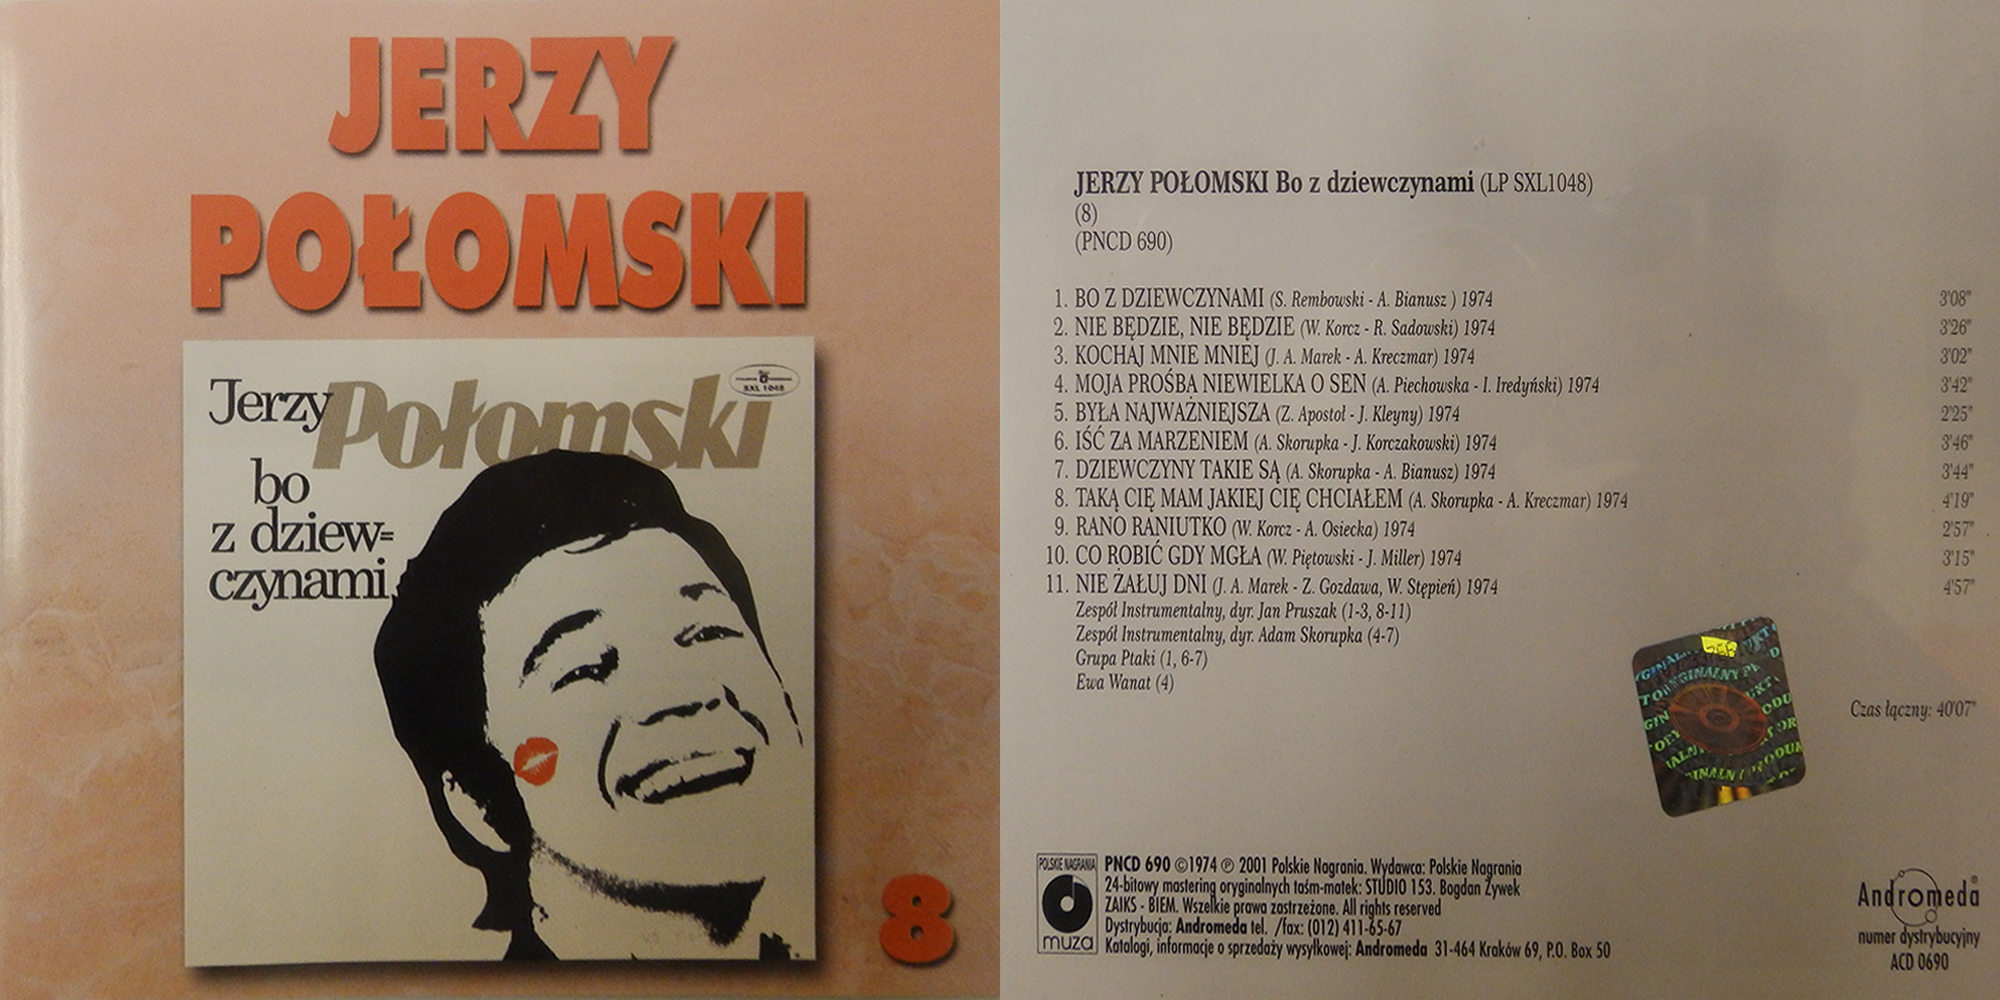 JERZY
POŁOMSKI
Jerzy Połomski
SXL 1048
bo
z dziew=
czynami
8
JERZY POŁOMSKI Bo z dziewczynami (LP SXL1048)
(8)
(PNCD 690)
1. BO Z DZIEWCZYNAMI (S. Rembowski - A. Bianusz ) 1974 3'08"
2. NIE BĘDZIE, NIE BĘDZIE (W. Korcz - R. Sadowski) 1974 3'26"
3. KOCHAJ MNIE MNIEJ (J. A. Marek - A. Kreczmar) 1974 3'02"
4. MOJA PROŚBA NIEWIELKA O SEN (A. Piechowska - I. Iredyński) 1974 3'42"
5. BYŁA NAJWAŻNIEJSZA (Z. Apostoł - J. Kleyny) 1974 2'25"
6. IŚĆ ZA MARZENIEM (A. Skorupka - J. Korczakowski) 1974 3'46"
7. DZIEWCZYNY TAKIE SĄ (A. Skorupka - A. Bianusz) 1974 3'44"
8. TAKĄ CIĘ MAM JAKIEJ CIĘ CHCIAŁEM (A. Skorupka - A. Kreczmar) 1974 4'19"
9. RANO RANIUTKO (W. Korcz - A. Osiecka) 1974 2'57"
10. CO ROBIĆ GDY MGŁA (W. Piętowski - J. Miller) 1974 3'15"
11. NIE ŻAŁUJ DNI (J. A. Marek - Z. Gozdawa, W. Stępień) 1974 4'57"
Zespół Instrumentalny, dyr. Jan Pruszak (1-3, 8-11)
Zespół Instrumentalny, dyr. Adam Skorupka (4-7)
Grupa Ptaki (1, 6-7)
Ewa Wanat (4)
Czas łączny: 40'07"
POLSKIE NAGRANIA
muza
PNCD 690 ©1974 ℗ 2001 Polskie Nagrania. Wydawca: Polskie Nagrania
24-bitowy mastering oryginalnych taśm-matek: STUDIO 153. Bogdan Żywek
ZAIKS - BIEM. Wszelkie prawa zastrzeżone. All rights reserved
Dystrybucja: Andromeda tel. /fax: (012) 411-65-67
Katalogi, informacje o sprzedaży wysyłkowej: Andromeda 31-464 Kraków 69, P.O. Box 50
Andromeda®
numer dystrybucyjny
ACD 0690